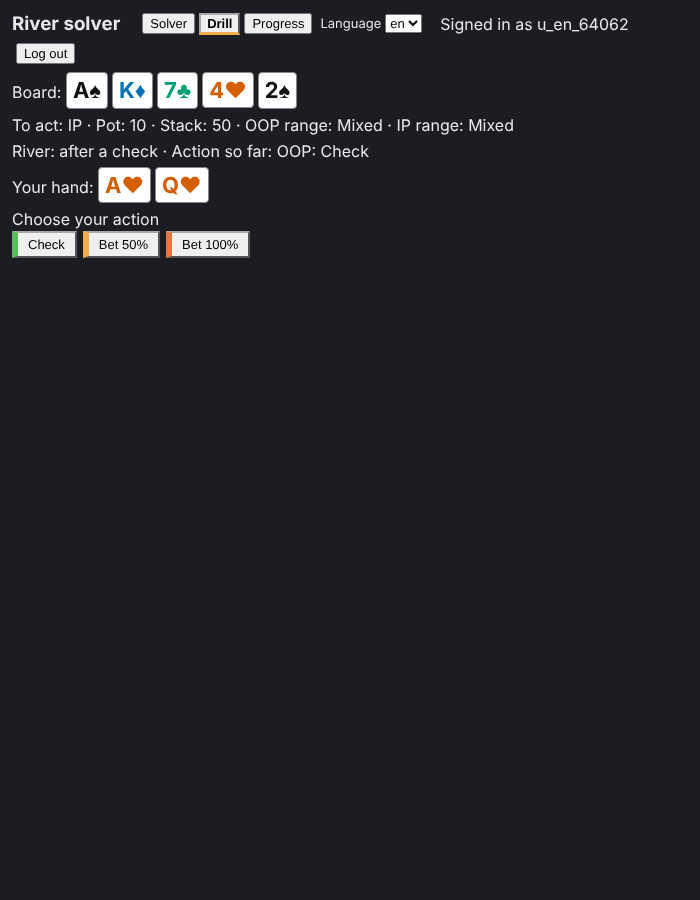 River solver Solver Drill Progress Language en Signed in as u_en_64062
Log out
Board: A♠ K♦ 7♣ 4♥ 2♠
To act: IP · Pot: 10 · Stack: 50 · OOP range: Mixed · IP range: Mixed
River: after a check · Action so far: OOP: Check
Your hand: A♥ Q♥
Choose your action
Check Bet 50% Bet 100%